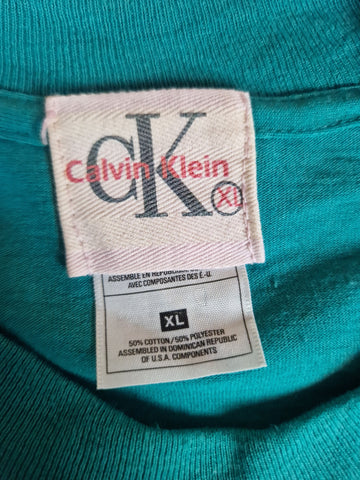 CK
Calvin Klein
XL
ASSEMBLE EN REPUBLIQUE
AVEC COMPOSANTES DES É.-U.
XL
50% COTTON/50% POLYESTER
ASSEMBLED IN DOMINICAN REPUBLIC
OF U.S.A. COMPONENTS